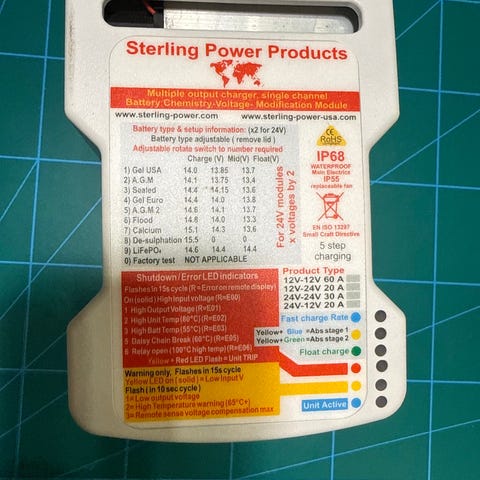 Sterling Power Products
Multiple output charger, single channel
Battery Chemistry-Voltage- Modification Module
www.sterling-power.com www.sterling-power-usa.com
Battery type & setup information: (x2 for 24V)
Battery type adjustable ( remove lid )
Adjustable rotate switch to number required
Charge (V) Mid(V) Float(V)
1) Gel USA 14.0 13.85 13.7
2) A.G.M 14.1 13.75 13.4
3) Sealed 14.4 14.15 13.6
4) Gel Euro 14.4 14.0 13.8
5) A.G.M 2 14.6 14.1 13.7
6) Flood 14.8 14.0 13.3
7) Calcium 15.1 14.3 13.6
8) De-sulphation 15.5 0 0
9) LiFePO₄ 14.6 14.4 14.4
0) Factory test NOT APPLICABLE
For 24V modules
x voltages by 2
RoHS
IP68
WATERPROOF
Main Electrics
IP55
replaceable fan
EN ISO 13297
Small Craft Directive
5 step
charging
Shutdown / Error LED indicators
Flashes in 15s cycle (R = Error on remote display)
On (solid) High Input voltage (R=E00)
1 High Output Voltage (R=E01)
2 High Unit Temp (80°C) (R=E02)
3 High Batt Temp (55°C) (R=E03)
5 Daisy Chain Break (60°C) (R=E05)
6 Relay open (100°C high temp) (R=E06)
Yellow + Red LED Flash = Unit TRIP
Warning only, Flashes in 15s cycle
Yellow LED on ( solid ) = Low Input V
Flash ( in 10 sec cycle )
1= Low output voltage
2= High Temperature warning (65°C+)
3= Remote sense voltage compensation max
Product Type
12V-12V 60 A
12V-24V 20 A
24V-24V 30 A
24V-12V 20 A
Fast charge Rate
Yellow+ Blue =Abs stage 1
Yellow+Green=Abs stage 2
Float charge
Unit Active